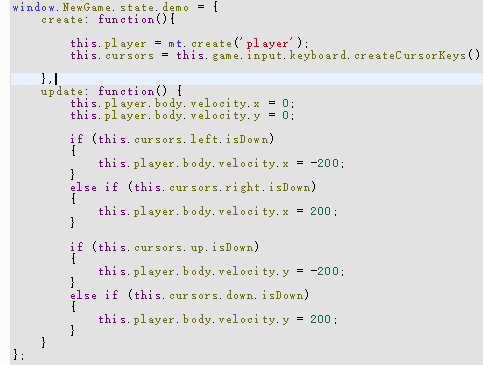 window.NewGame.state.demo = {
    create: function(){
        this.player = mt.create('player');
        this.cursors = this.game.input.keyboard.createCursorKeys()
    },
    update: function() {
        this.player.body.velocity.x = 0;
        this.player.body.velocity.y = 0;
        if (this.cursors.left.isDown)
        {
            this.player.body.velocity.x = -200;
        }
        else if (this.cursors.right.isDown)
        {
            this.player.body.velocity.x = 200;
        }
        if (this.cursors.up.isDown)
        {
            this.player.body.velocity.y = -200;
        }
        else if (this.cursors.down.isDown)
        {
            this.player.body.velocity.y = 200;
        }
    }
};